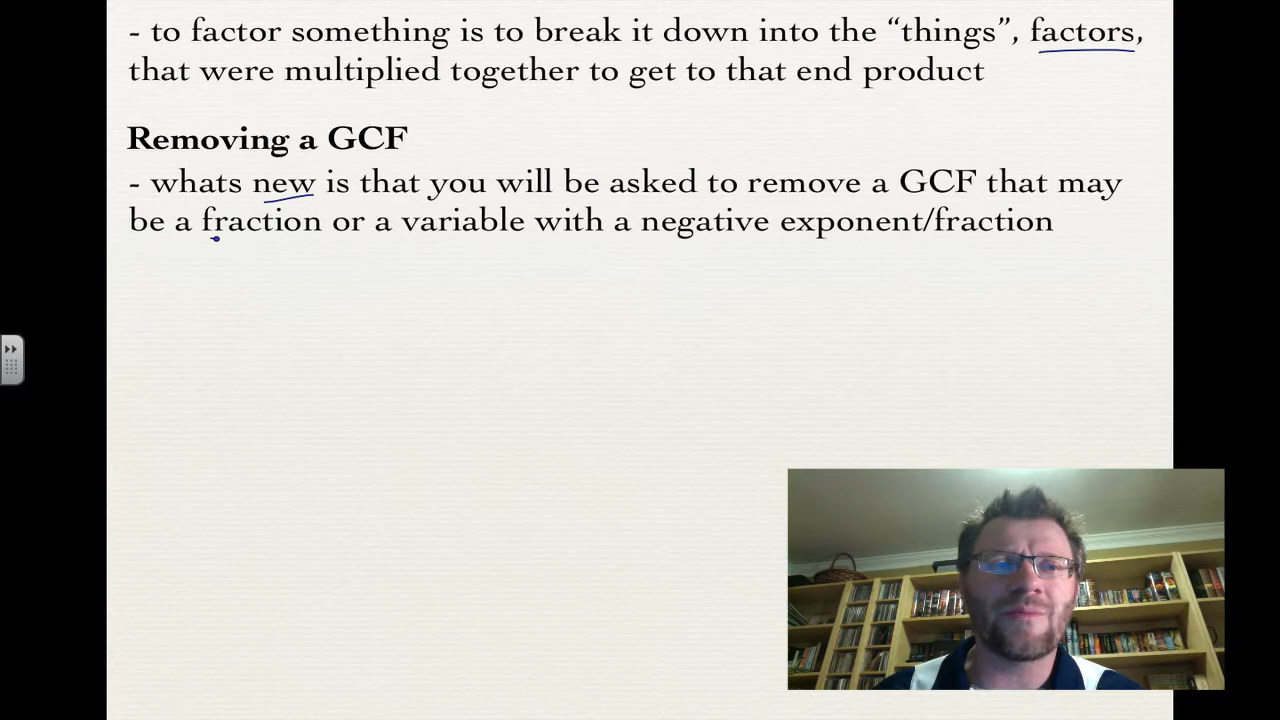 - to factor something is to break it down into the “things”, factors,
that were multiplied together to get to that end product
Removing a GCF
- whats new is that you will be asked to remove a GCF that may
be a fraction or a variable with a negative exponent/fraction